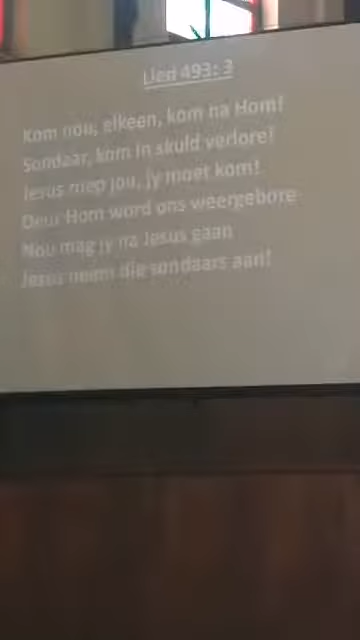 Lied 493: 3
Kom nou, elkeen, kom na Hom!
Sondaar, kom in skuld verlore!
Jesus roep jou, jy moet kom!
Deur Hom word ons weergebore
Nou mag jy na Jesus gaan
Jesus neem die sondaars aan!